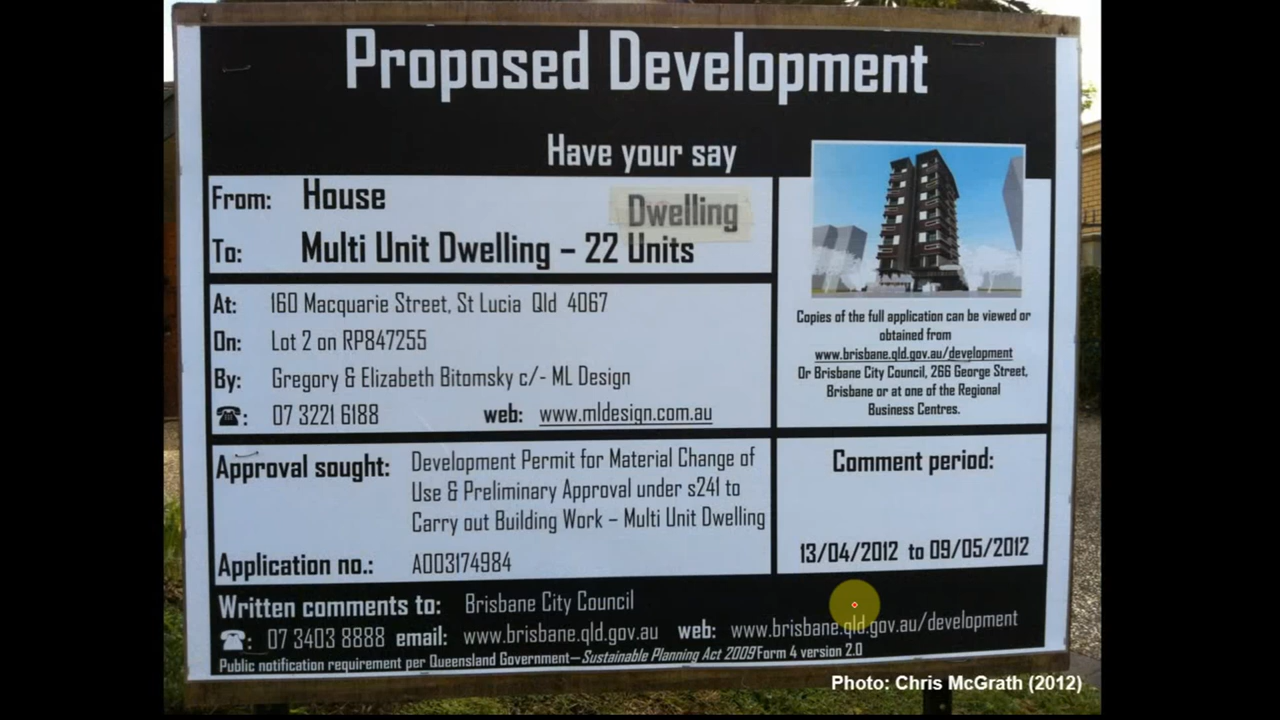 Proposed Development
Have your say
From: House
Dwelling
To: Multi Unit Dwelling – 22 Units
At: 160 Macquarie Street, St Lucia Qld 4067
On: Lot 2 on RP847255
By: Gregory & Elizabeth Bitomsky c/- ML Design
☎: 07 3221 6188 web: www.mldesign.com.au
Copies of the full application can be viewed or
obtained from
www.brisbane.qld.gov.au/development
Or Brisbane City Council, 266 George Street,
Brisbane or at one of the Regional
Business Centres.
Approval sought: Development Permit for Material Change of
Use & Preliminary Approval under s241 to
Carry out Building Work – Multi Unit Dwelling
Application no.: A003174984
Comment period:
13/04/2012 to 09/05/2012
Written comments to: Brisbane City Council
☎: 07 3403 8888 email: www.brisbane.qld.gov.au web: www.brisbane.qld.gov.au/development
Public notification requirement per Queensland Government—Sustainable Planning Act 2009 Form 4 version 2.0
Photo: Chris McGrath (2012)